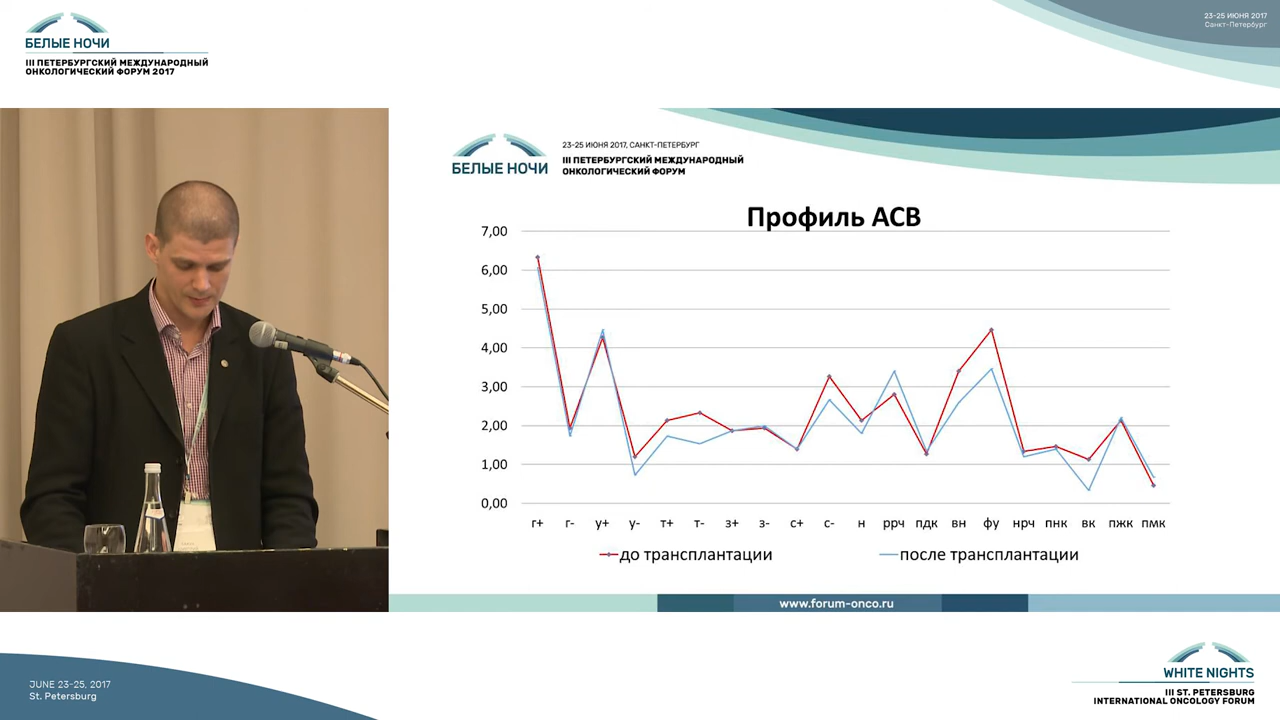 БЕЛЫЕ НОЧИ
III ПЕТЕРБУРГСКИЙ МЕЖДУНАРОДНЫЙ
ОНКОЛОГИЧЕСКИЙ ФОРУМ 2017
23-25 ИЮНЯ 2017
Санкт-Петербург
БЕЛЫЕ НОЧИ
23-25 ИЮНЯ 2017, САНКТ-ПЕТЕРБУРГ
III ПЕТЕРБУРГСКИЙ МЕЖДУНАРОДНЫЙ
ОНКОЛОГИЧЕСКИЙ ФОРУМ
Профиль АСВ
7,00
6,00
5,00
4,00
3,00
2,00
1,00
0,00
г+ г- у+ у- т+ т- з+ з- с+ с- н ррч пдк вн фу нрч пнк вк пжк пмк
до трансплантации после трансплантации
www.forum-onco.ru
JUNE 23-25, 2017
St. Petersburg
WHITE NIGHTS
III ST. PETERSBURG
INTERNATIONAL ONCOLOGY FORUM